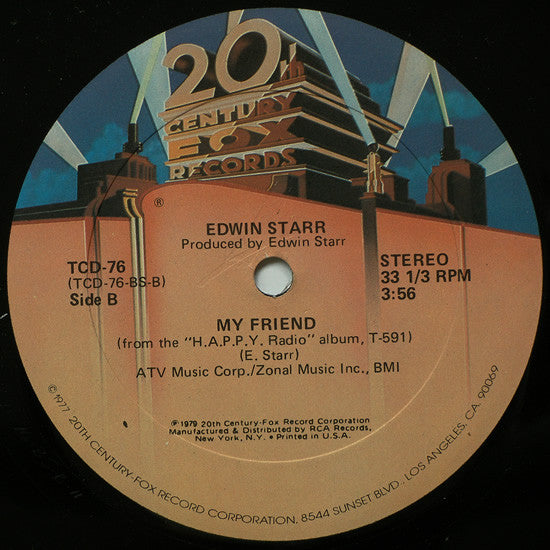 20th
CENTURY
FOX
RECORDS
®
EDWIN STARR
Produced by Edwin Starr
TCD-76
(TCD-76-BS-B)
Side B
STEREO
33 1/3 RPM
3:56
MY FRIEND
(from the "H.A.P.P.Y. Radio" album, T-591)
(E. Starr)
ATV Music Corp./Zonal Music Inc., BMI
℗ 1979 20th Century-Fox Record Corporation
Manufactured & Distributed by RCA Records,
New York, N.Y. • Printed in U.S.A.
©1977 20TH CENTURY-FOX RECORD CORPORATION, 8544 SUNSET BLVD., LOS ANGELES, CA 90069